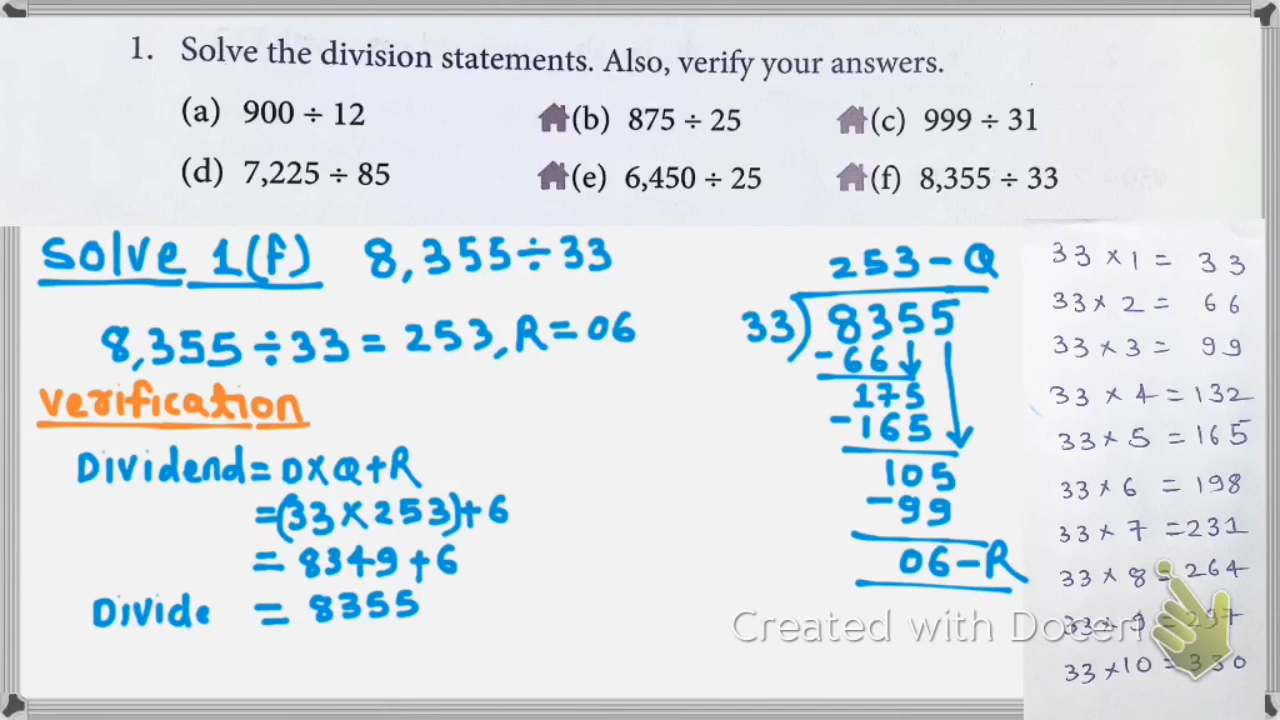 1. Solve the division statements. Also, verify your answers.
(a) 900 ÷ 12 (b) 875 ÷ 25 (c) 999 ÷ 31
(d) 7,225 ÷ 85 (e) 6,450 ÷ 25 (f) 8,355 ÷ 33
Solve 1(f) 8,355÷33
8,355÷33 = 253, R=06
Verification
Dividend = D×Q+R
=(33×253)+6
= 8349+6
Divide = 8355
253 - Q
33)8355
-66
175
-165
105
-99
06-R
33 × 1 = 33
33 × 2 = 66
33 × 3 = 99
33 × 4 = 132
33 × 5 = 165
33 × 6 = 198
33 × 7 = 231
33 × 8 = 264
33 × 9 = 297
33 × 10 = 330
Created with Doceri